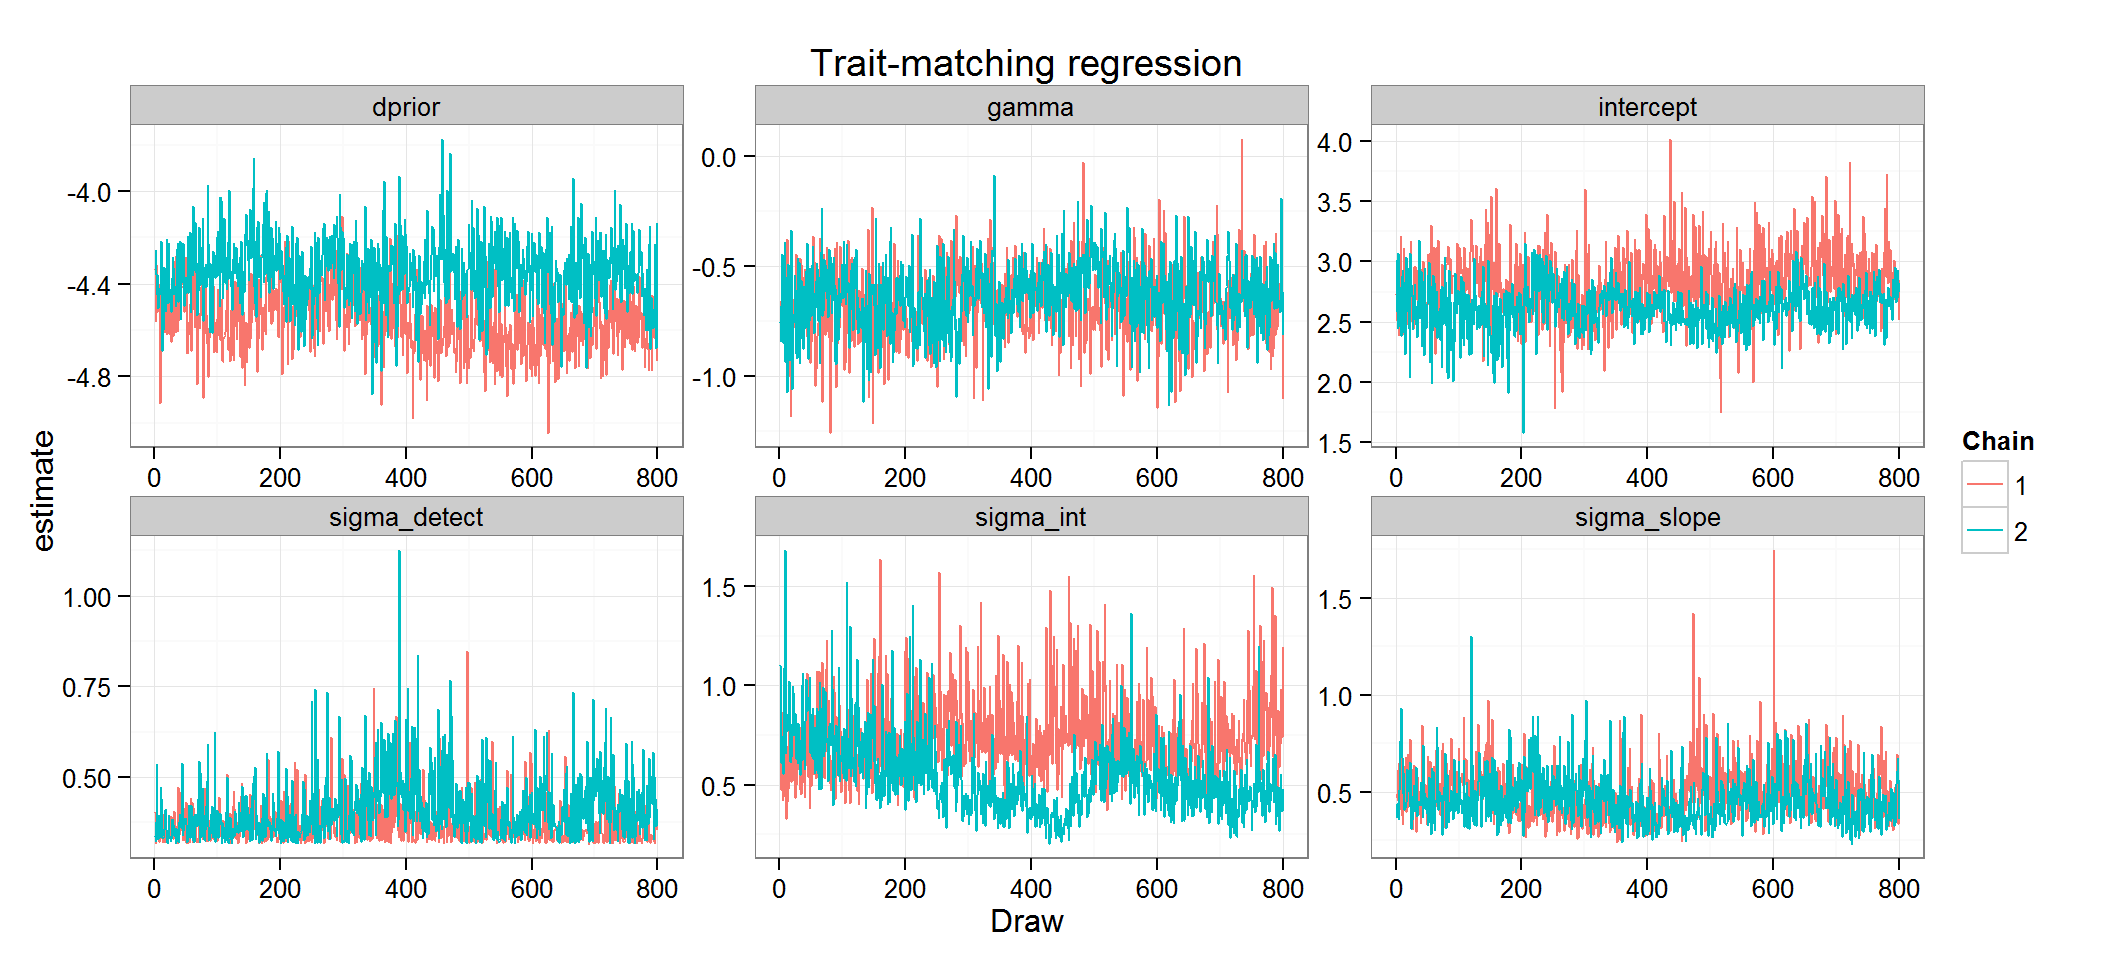 Trait-matching regression
dprior
gamma
intercept
-4.0
-4.4
-4.8
0.0
-0.5
-1.0
4.0
3.5
3.0
2.5
2.0
1.5
0 200 400 600 800
0 200 400 600 800
0 200 400 600 800
estimate
sigma_detect
sigma_int
sigma_slope
1.00
0.75
0.50
1.5
1.0
0.5
1.5
1.0
0.5
0 200 400 600 800
0 200 400 600 800
0 200 400 600 800
Draw
Chain
1
2